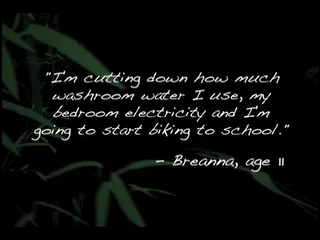 "I'm cutting down how much
washroom water I use, my
bedroom electricity and I'm
going to start biking to school."
- Breanna, age 11